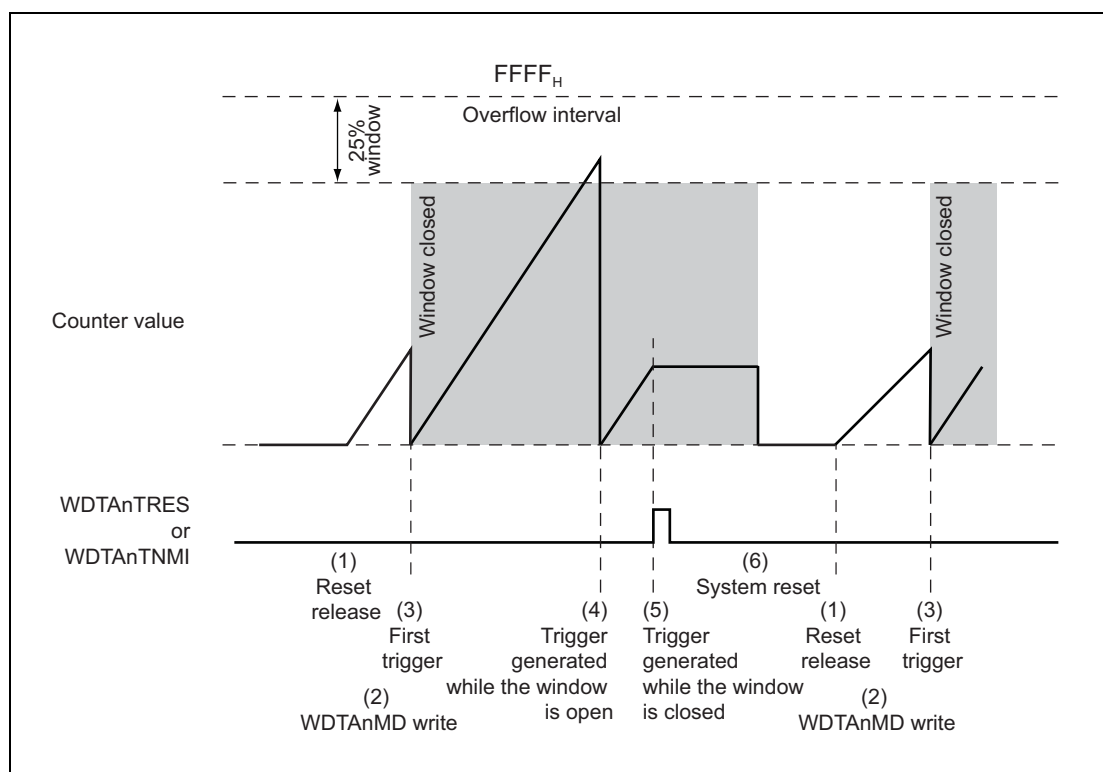 FFFFH
Overflow interval
25%
window
Window closed
Window closed
Counter value
WDTAnTRES
or
WDTAnTNMI
(1)
Reset
release
(3)
First
trigger
(2)
WDTAnMD write
(4)
Trigger
generated
while the window
is open
(5)
Trigger
generated
while the window
is closed
(6)
System reset
(1)
Reset
release
(3)
First
trigger
(2)
WDTAnMD write